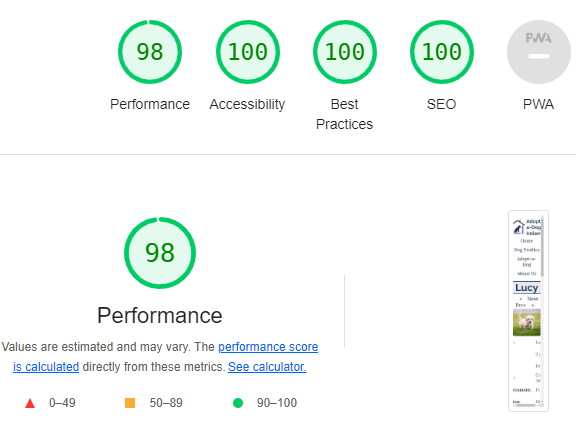 98 100 100 100 PWA
Performance Accessibility Best Practices SEO PWA
98
Performance
Values are estimated and may vary. The performance score
is calculated directly from these metrics. See calculator.
0–49 50–89 90–100
Adopt
a-Dog
Ireland
Home
Dog Profiles
Adopt-a-
Dog
About Us
Lucy
« Next
Prev »